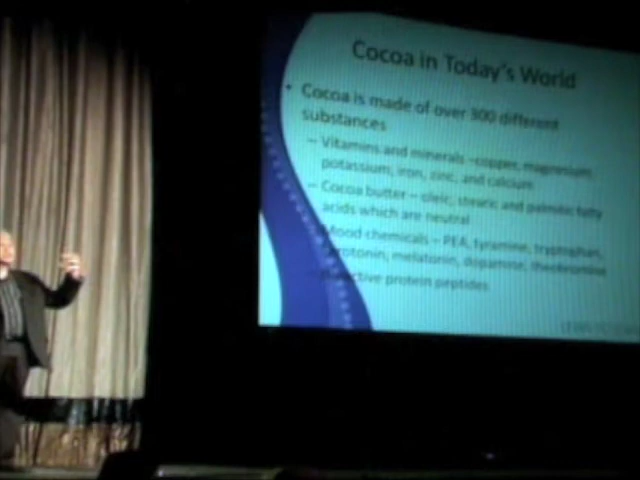 Cocoa in Today's World
• Cocoa is made of over 300 different
substances
– Vitamins and minerals –copper, magnesium,
potassium, iron, zinc, and calcium
– Cocoa butter – oleic, stearic and palmitic fatty
acids which are neutral
Mood chemicals – PEA, tyramine, tryptophan,
serotonin, melatonin, dopamine, theobromine
protein peptides